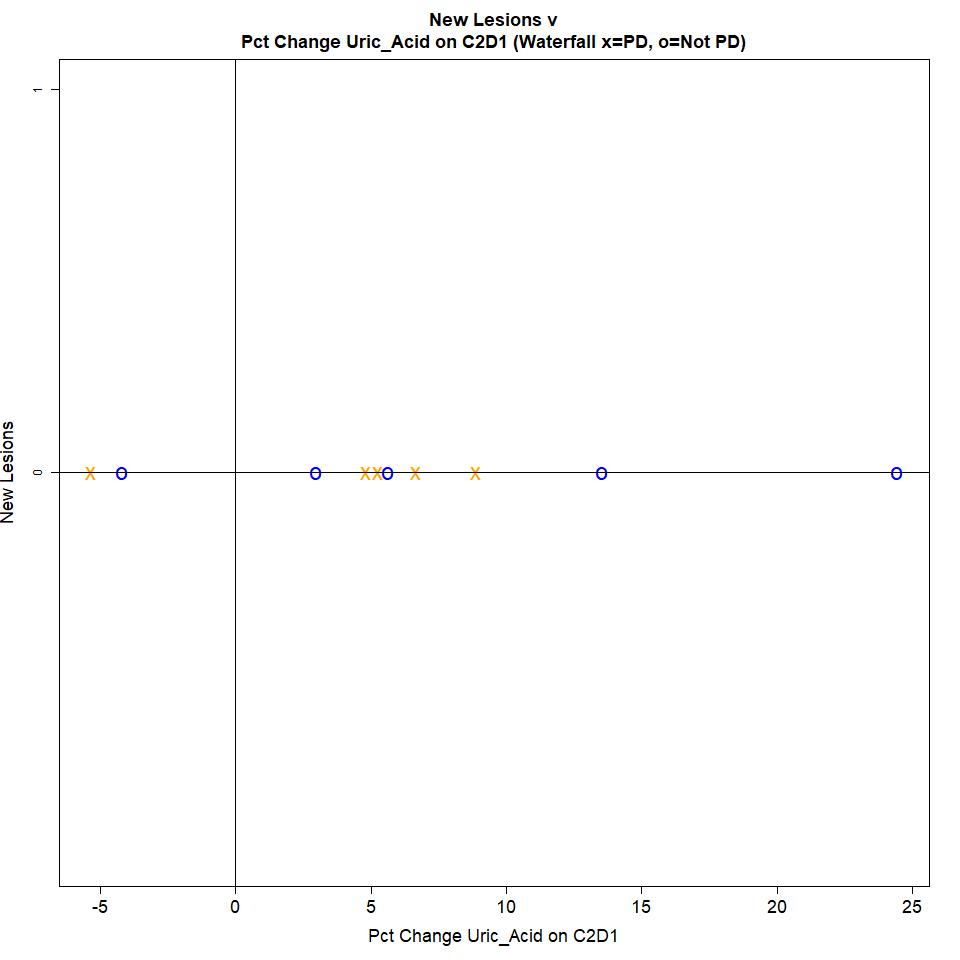 New Lesions v
Pct Change Uric_Acid on C2D1 (Waterfall x=PD, o=Not PD)
1
New Lesions
0
x o o x x o x x o o
-5 0 5 10 15 20 25
Pct Change Uric_Acid on C2D1